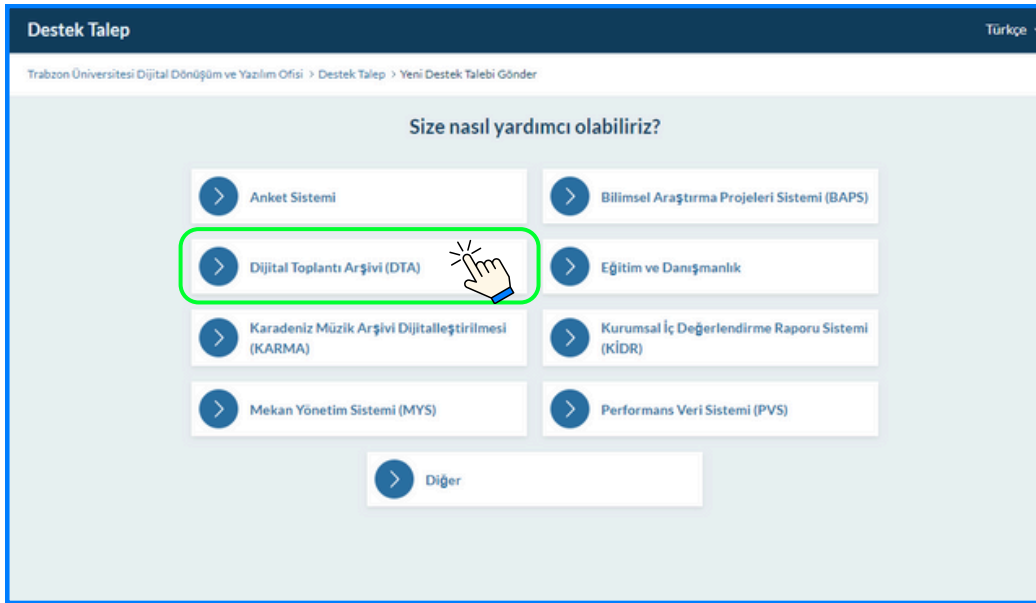 Destek Talep
Türkçe
Trabzon Üniversitesi Dijital Dönüşüm ve Yazılım Ofisi > Destek Talep > Yeni Destek Talebi Gönder
Size nasıl yardımcı olabiliriz?
Anket Sistemi
Bilimsel Araştırma Projeleri Sistemi (BAPS)
Dijital Toplantı Arşivi (DTA)
Eğitim ve Danışmanlık
Karadeniz Müzik Arşivi Dijitalleştirilmesi
(KARMA)
Kurumsal İç Değerlendirme Raporu Sistemi
(KİDR)
Mekan Yönetim Sistemi (MYS)
Performans Veri Sistemi (PVS)
Diğer